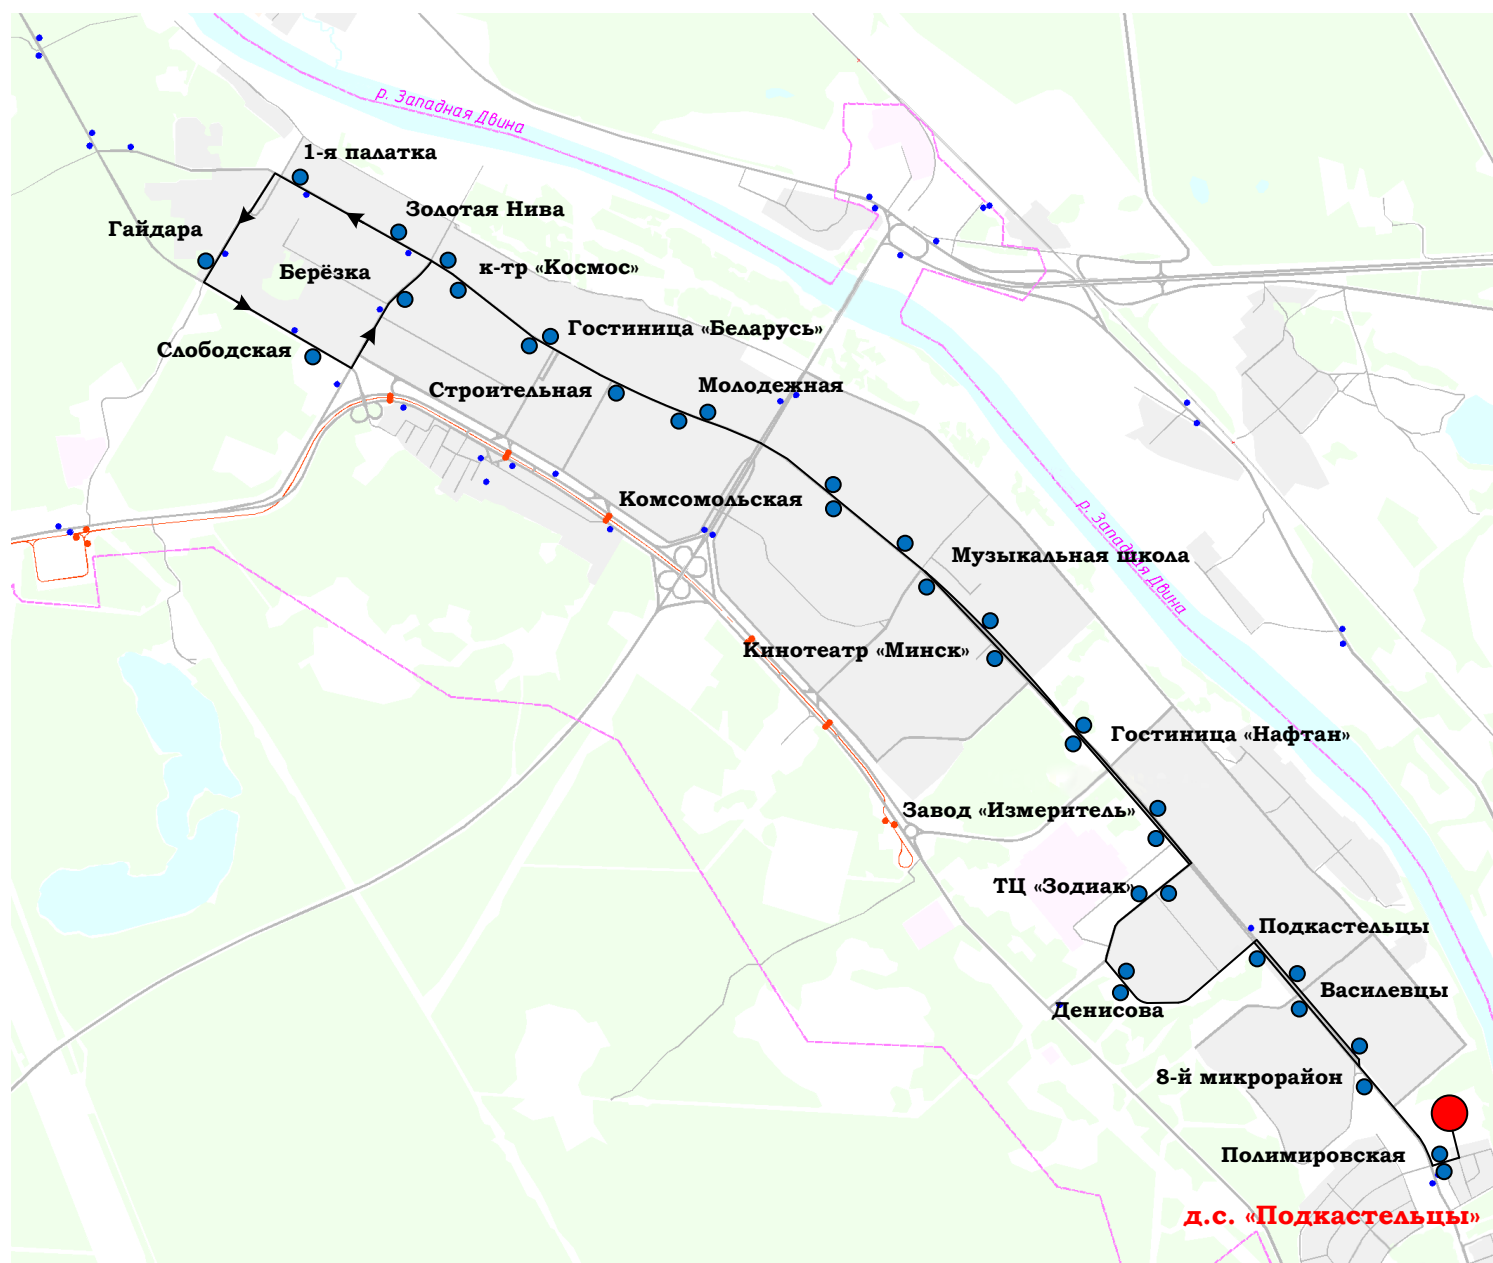 р. Западная Двина
1-я палатка
Золотая Нива
Гайдара
Берёзка
к-тр «Космос»
Гостиница «Беларусь»
Слободская
Строительная
Молодежная
Комсомольская
р. Западная Двина
Музыкальная школа
Кинотеатр «Минск»
Гостиница «Нафтан»
Завод «Измеритель»
ТЦ «Зодиак»
Подкастельцы
Василевцы
Денисова
8-й микрорайон
Полимировская
д.с. «Подкастельцы»